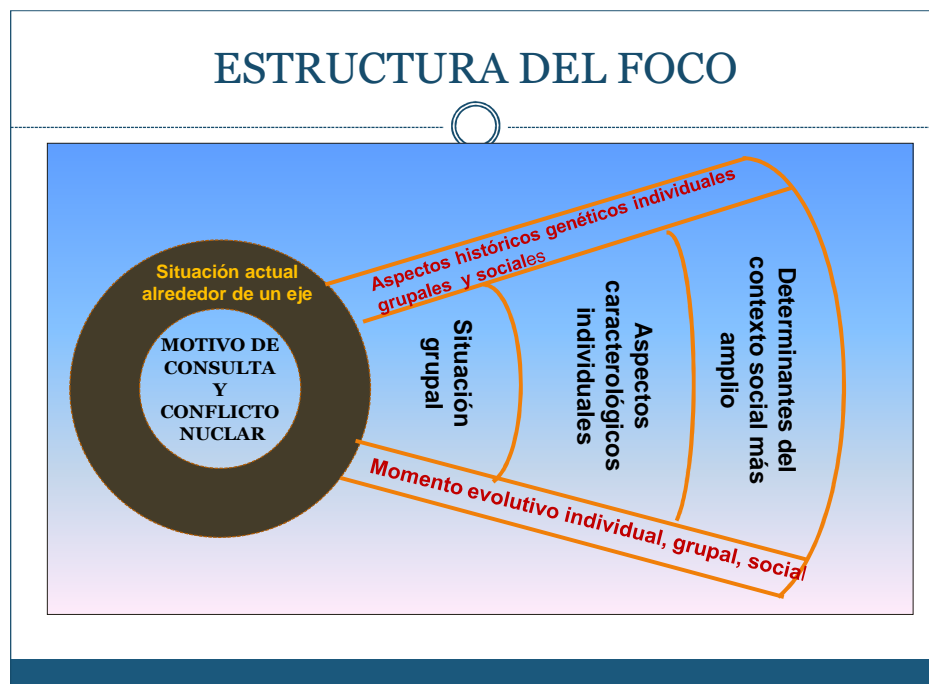 ESTRUCTURA DEL FOCO
Situación actual
alrededor de un eje
MOTIVO DE
CONSULTA
Y
CONFLICTO
NUCLAR
Aspectos históricos genéticos individuales
grupales y sociales
Situación
grupal
Aspectos
caracterológicos
individuales
Determinantes del
contexto social más
amplio
Momento evolutivo individual, grupal, social